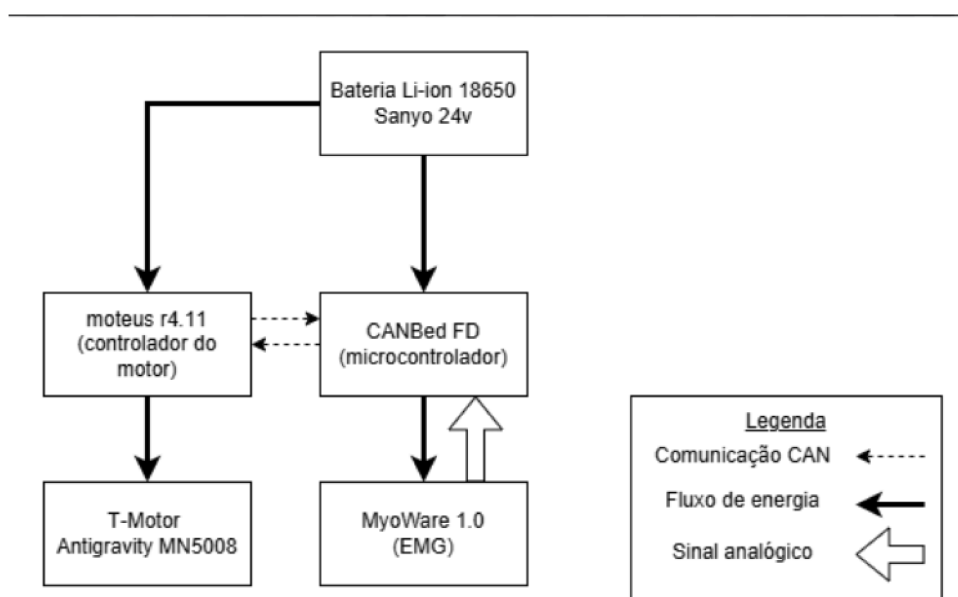 Bateria Li-ion 18650
Sanyo 24v
moteus r4.11
(controlador do
motor)
CANBed FD
(microcontrolador)
T-Motor
Antigravity MN5008
MyoWare 1.0
(EMG)
Legenda
Comunicação CAN
Fluxo de energia
Sinal analógico